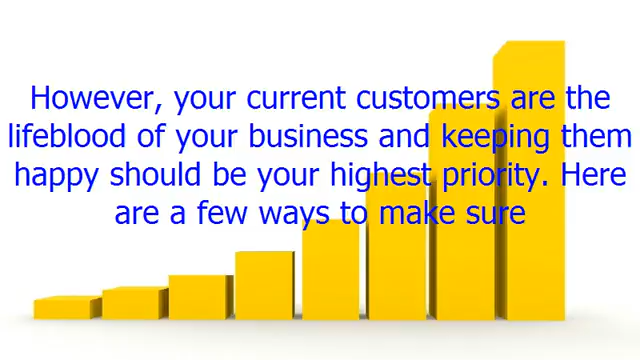 However, your current customers are the
lifeblood of your business and keeping them
happy should be your highest priority. Here
are a few ways to make sure